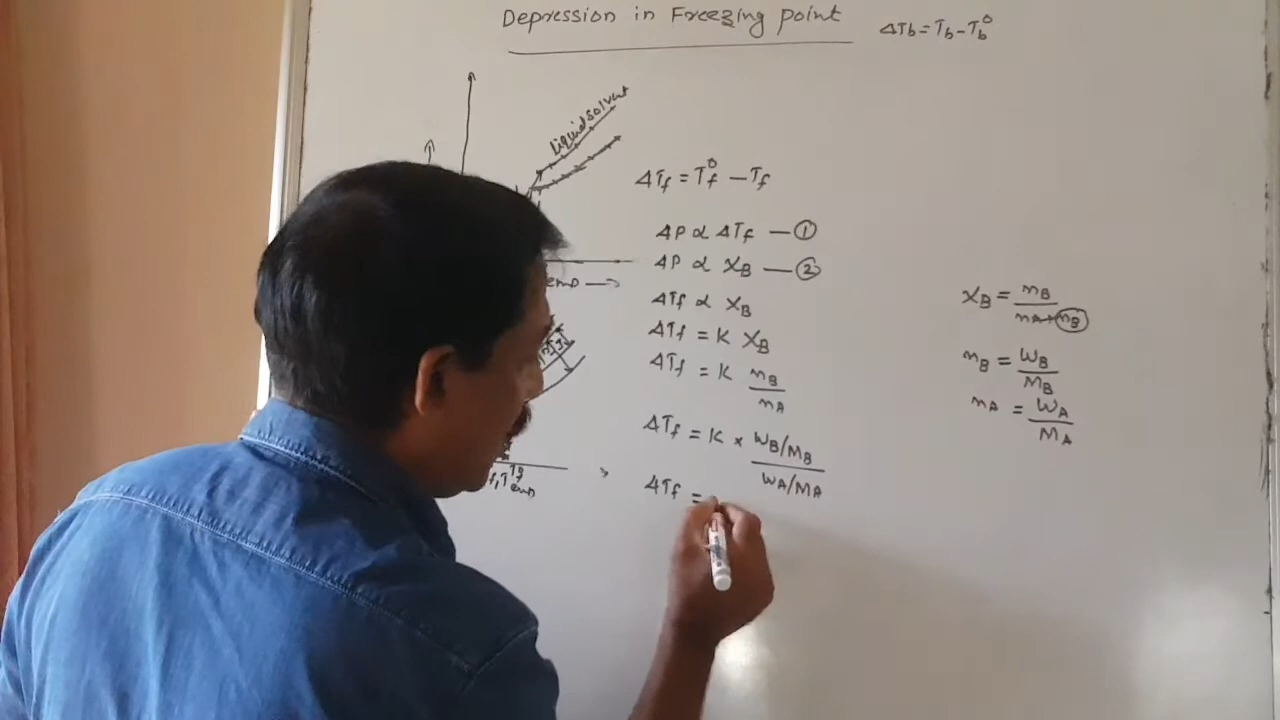 Depression in Freezing point
ΔTb = Tb - Tb⁰
Liquid solvent
ΔTf = Tf⁰ - Tf
ΔP ∝ ΔTf — ①
ΔP ∝ XB — ②
ΔTf ∝ XB
ΔTf = K XB
ΔTf = K nB/nA
ΔTf = K × WB/MB / WA/MA
ΔTf =
XB = nB / nA+nB
nB = WB/MB
nA = WA/MA